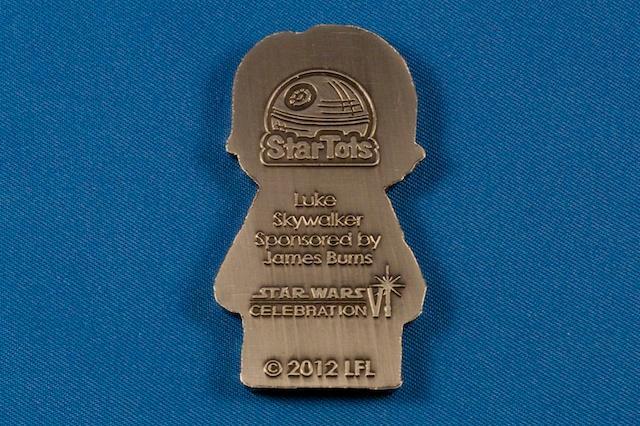 StarTots
Luke
Skywalker
Sponsored by
James Burns
STAR WARS
CELEBRATION VI
© 2012 LFL